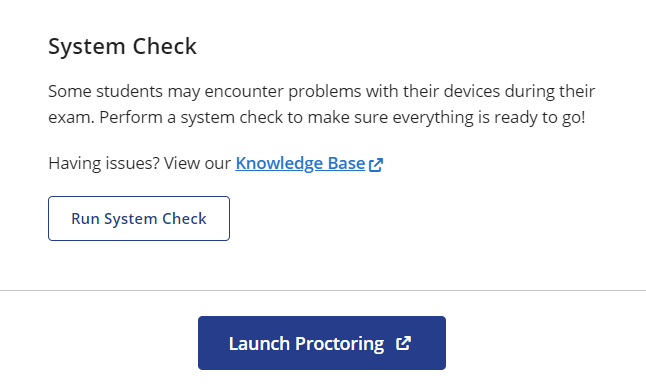 System Check
Some students may encounter problems with their devices during their
exam. Perform a system check to make sure everything is ready to go!
Having issues? View our Knowledge Base
Run System Check
Launch Proctoring